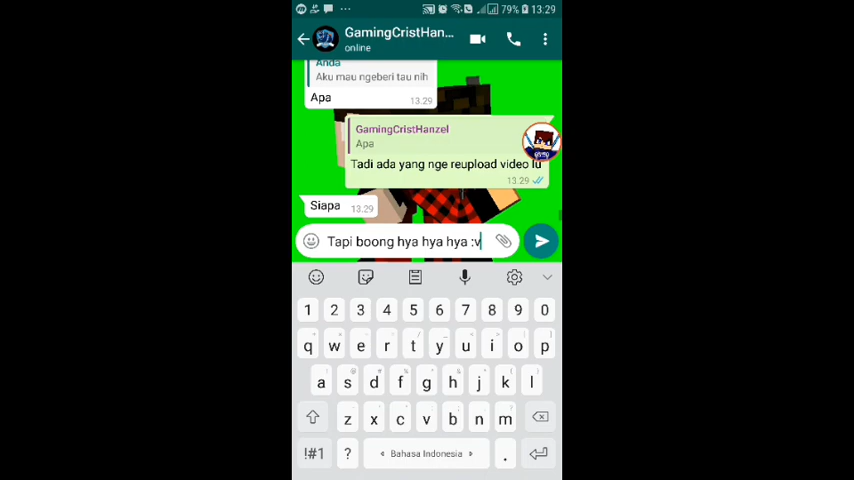 79% 13:29
GamingCristHan...
online
Anda
Aku mau ngeberi tau nih
Apa
13.29
GamingCristHanzel
Apa
Tadi ada yang nge reupload video lu
13.29
Siapa
13.29
Tapi boong hya hya hya :v
1 2 3 4 5 6 7 8 9 0
q w e r t y u i o p
a s d f g h j k l
z x c v b n m
!#1 ? Bahasa Indonesia .